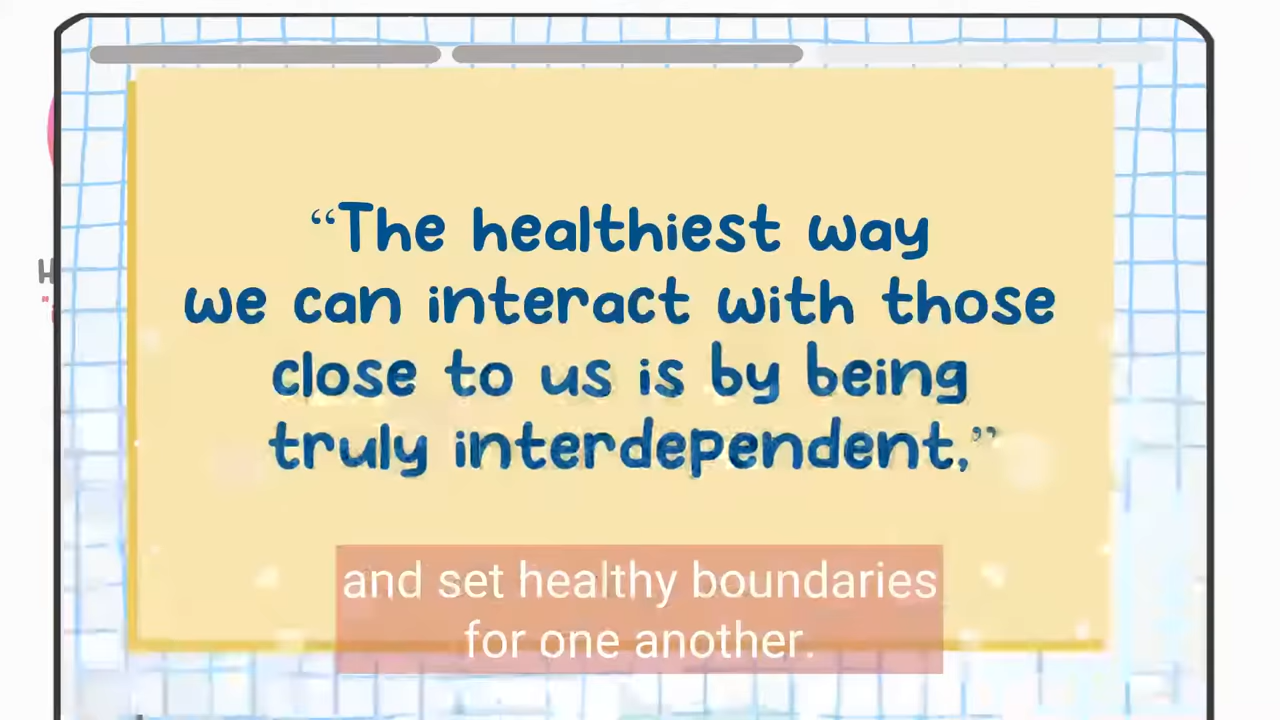 “The healthiest way
we can interact with those
close to us is by being
truly interdependent,”
and set healthy boundaries
for one another.